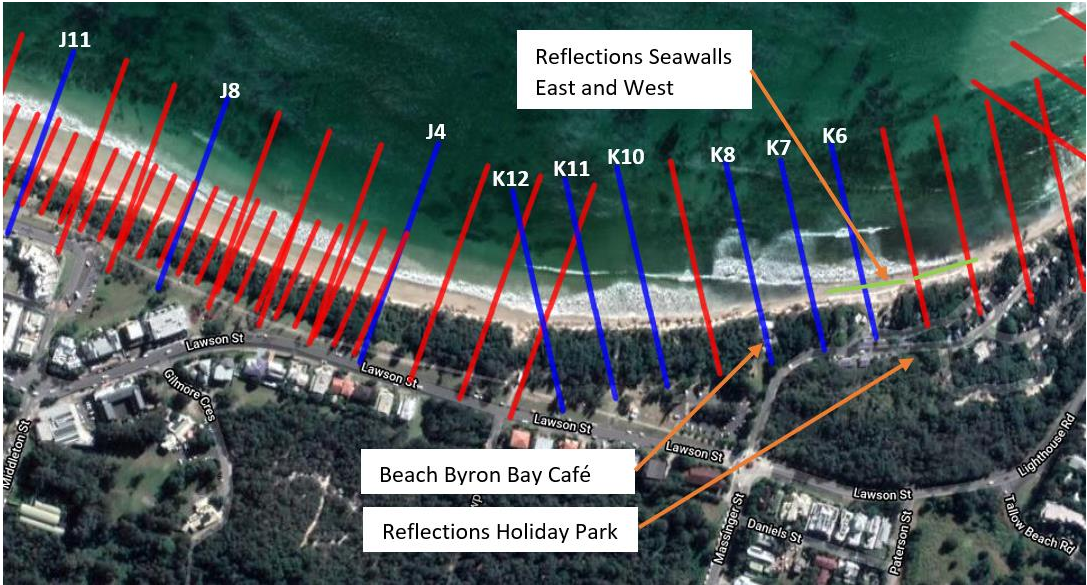 J11
J8
J4
K12
K11
K10
K8
K7
K6
Reflections Seawalls
East and West
Lawson St
Gilmore Cres
Middleton St
Lawson St
Lawson St
Lawson St
Beach Byron Bay Café
Reflections Holiday Park
Massinger St
Daniels St
Lawson St
Paterson St
Lighthouse Rd
Tallow Beach Rd